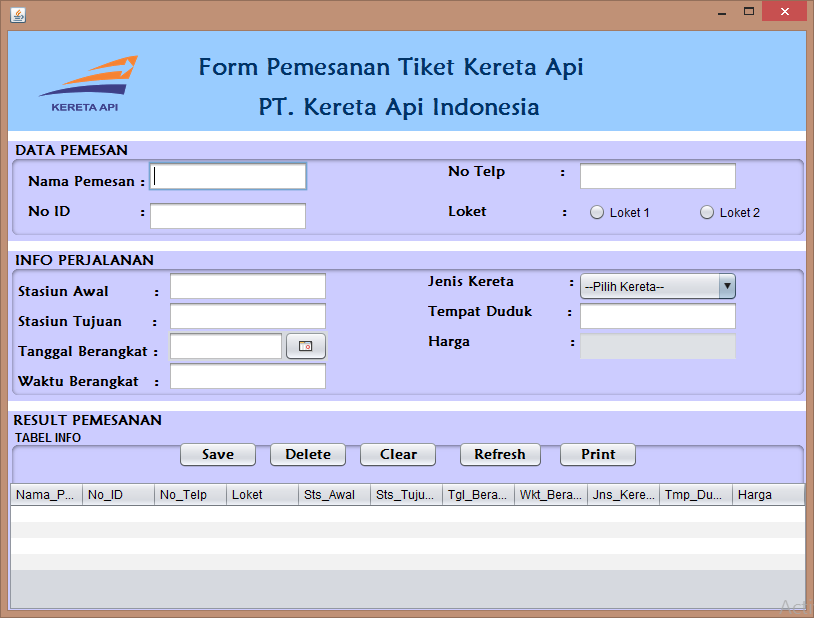 Form Pemesanan Tiket Kereta Api
PT. Kereta Api Indonesia
KERETA API
DATA PEMESAN
Nama Pemesan :
No ID :
No Telp :
Loket : Loket 1 Loket 2
INFO PERJALANAN
Stasiun Awal :
Stasiun Tujuan :
Tanggal Berangkat :
Waktu Berangkat :
Jenis Kereta : --Pilih Kereta--
Tempat Duduk :
Harga :
RESULT PEMESANAN
TABEL INFO
Save Delete Clear Refresh Print
Nama_P... No_ID No_Telp Loket Sts_Awal Sts_Tuju... Tgl_Bera... Wkt_Bera... Jns_Kere... Tmp_Du... Harga